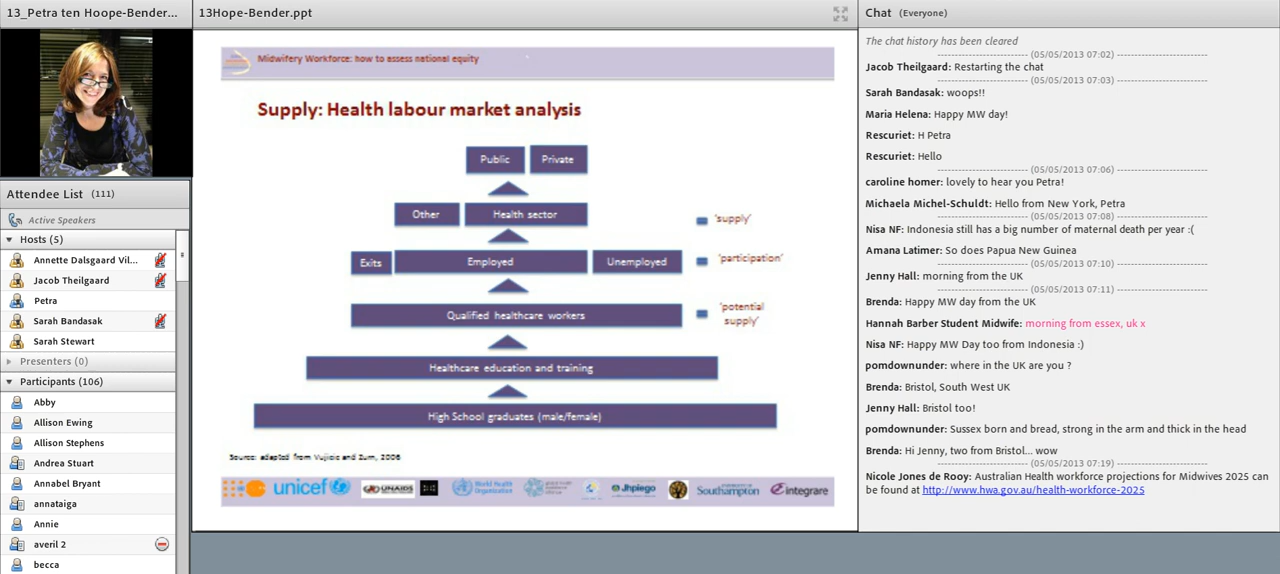 13_Petra ten Hoope-Bender...
13Hope-Bender.ppt
Chat (Everyone)
Attendee List (111)
Active Speakers
Hosts (5)
Annette Dalsgaard Vil...
Jacob Theilgaard
Petra
Sarah Bandasak
Sarah Stewart
Presenters (0)
Participants (106)
Abby
Allison Ewing
Allison Stephens
Andrea Stuart
Annabel Bryant
annataiga
Annie
averil 2
becca
Midwifery Workforce: how to assess national equity
Supply: Health labour market analysis
Public Private
Other Health sector
'supply'
Exits Employed Unemployed
'participation'
Qualified healthcare workers
'potential
supply'
Healthcare education and training
High School graduates (male/female)
Source: adapted from Vujicic and Zurn, 2006
unicef UNAIDS World Health Organization Jhpiego Southampton integrare
The chat history has been cleared
------------------ (05/05/2013 07:02) ------------------
Jacob Theilgaard: Restarting the chat
------------------ (05/05/2013 07:03) ------------------
Sarah Bandasak: woops!!
Maria Helena: Happy MW day!
Rescuriet: H Petra
Rescuriet: Hello
------------------ (05/05/2013 07:06) ------------------
caroline homer: lovely to hear you Petra!
Michaela Michel-Schuldt: Hello from New York, Petra
------------------ (05/05/2013 07:08) ------------------
Nisa NF: Indonesia still has a big number of maternal death per year :(
Amana Latimer: So does Papua New Guinea
------------------ (05/05/2013 07:10) ------------------
Jenny Hall: morning from the UK
------------------ (05/05/2013 07:11) ------------------
Brenda: Happy MW day from the UK
Hannah Barber Student Midwife: morning from essex, uk x
Nisa NF: Happy MW Day too from Indonesia :)
pomdownunder: where in the UK are you ?
Brenda: Bristol, South West UK
Jenny Hall: Bristol too!
pomdownunder: Sussex born and bread, strong in the arm and thick in the head
Brenda: Hi Jenny, two from Bristol... wow
------------------ (05/05/2013 07:19) ------------------
Nicole Jones de Rooy: Australian Health workforce projections for Midwives 2025 can
be found at http://www.hwa.gov.au/health-workforce-2025